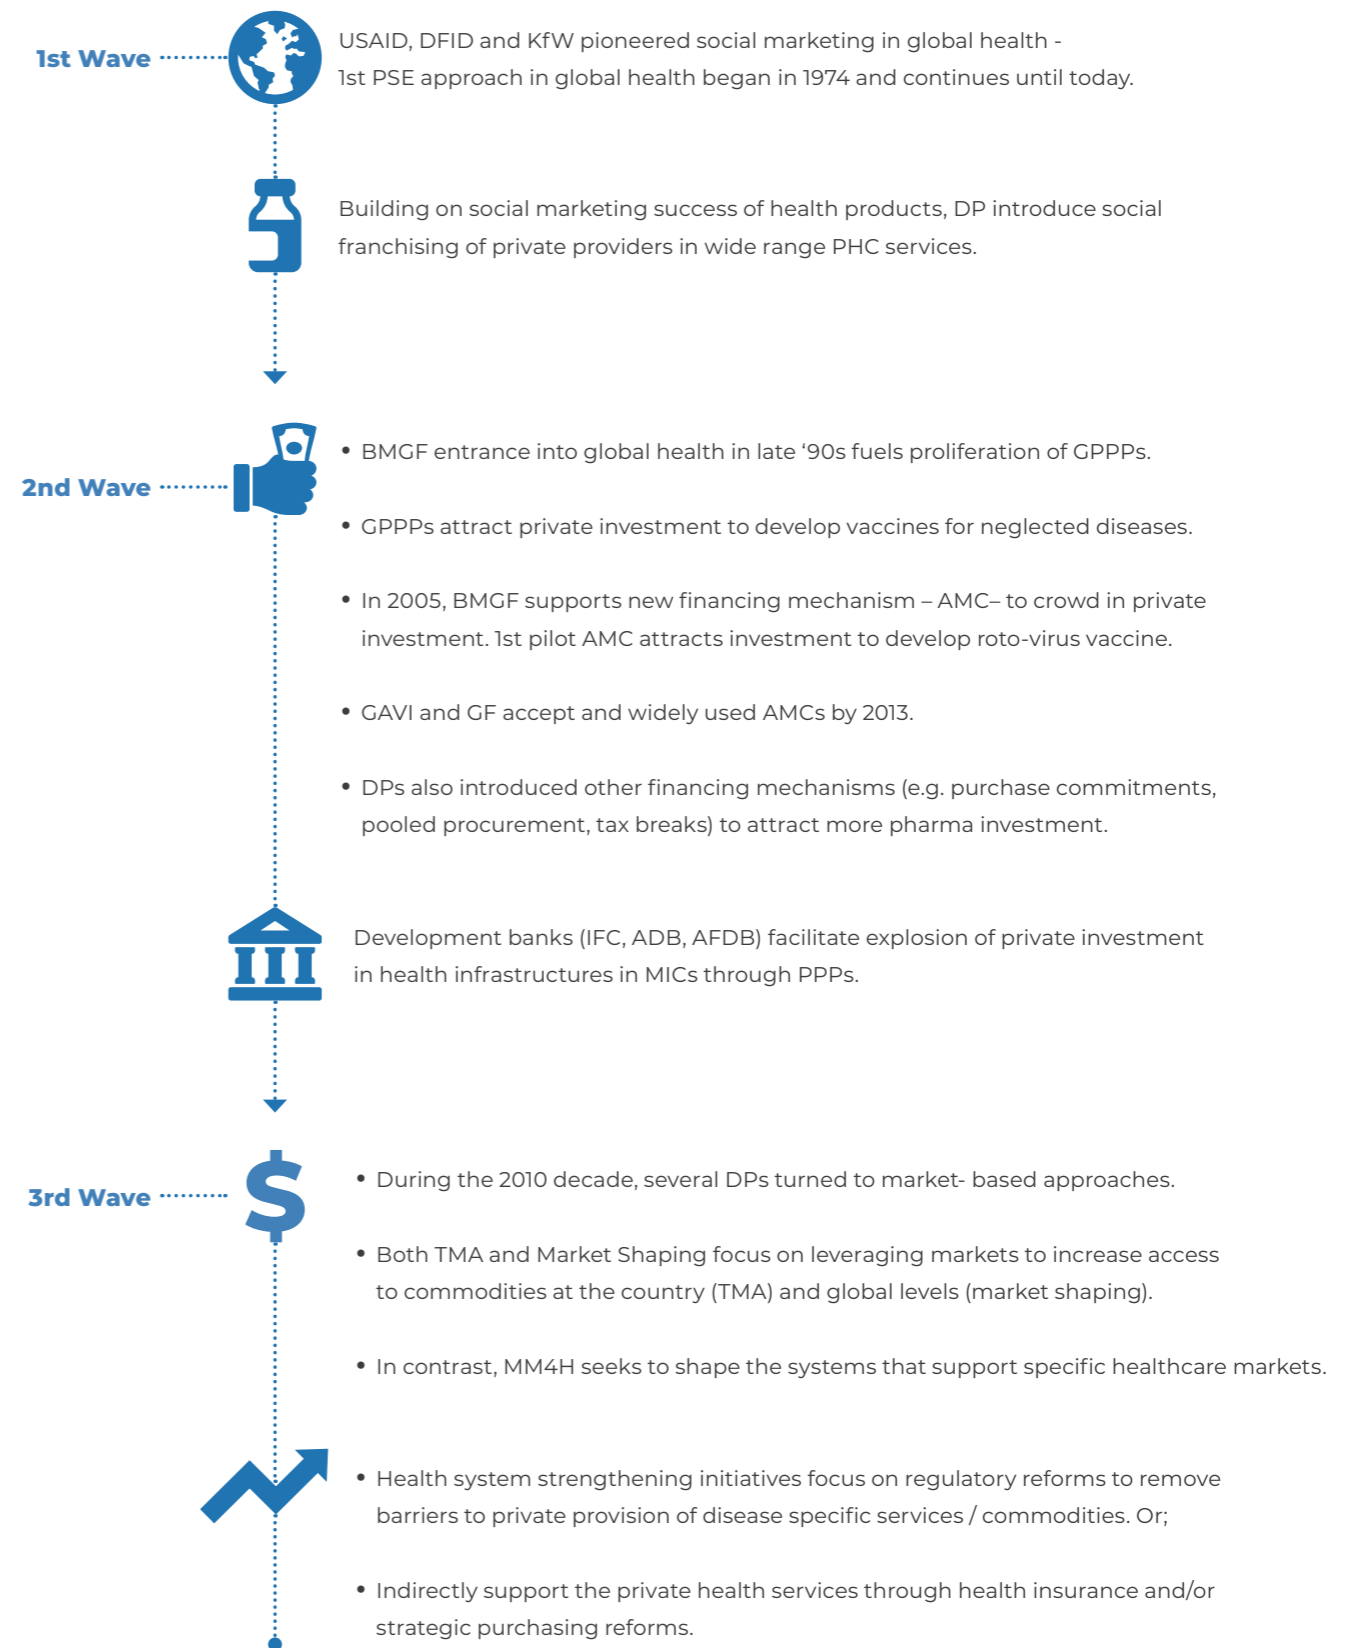 1st Wave
USAID, DFID and KfW pioneered social marketing in global health -
1st PSE approach in global health began in 1974 and continues until today.
Building on social marketing success of health products, DP introduce social
franchising of private providers in wide range PHC services.
2nd Wave
• BMGF entrance into global health in late ‘90s fuels proliferation of GPPPs.
• GPPPs attract private investment to develop vaccines for neglected diseases.
• In 2005, BMGF supports new financing mechanism – AMC– to crowd in private
investment. 1st pilot AMC attracts investment to develop roto-virus vaccine.
• GAVI and GF accept and widely used AMCs by 2013.
• DPs also introduced other financing mechanisms (e.g. purchase commitments,
pooled procurement, tax breaks) to attract more pharma investment.
Development banks (IFC, ADB, AFDB) facilitate explosion of private investment
in health infrastructures in MICs through PPPs.
3rd Wave
$
• During the 2010 decade, several DPs turned to market- based approaches.
• Both TMA and Market Shaping focus on leveraging markets to increase access
to commodities at the country (TMA) and global levels (market shaping).
• In contrast, MM4H seeks to shape the systems that support specific healthcare markets.
• Health system strengthening initiatives focus on regulatory reforms to remove
barriers to private provision of disease specific services / commodities. Or;
• Indirectly support the private health services through health insurance and/or
strategic purchasing reforms.